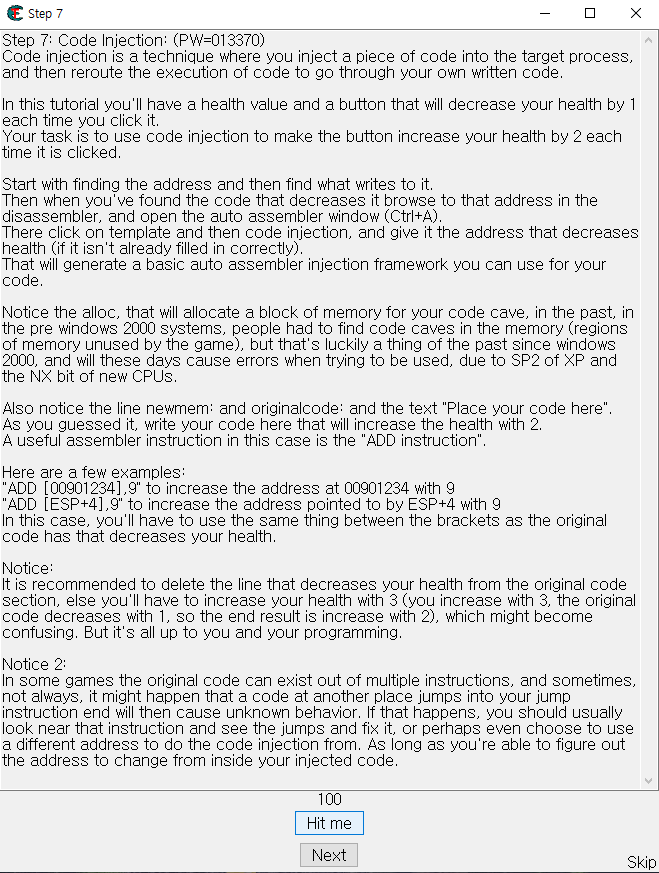 Step 7
Step 7: Code Injection: (PW=013370)
Code injection is a technique where you inject a piece of code into the target process,
and then reroute the execution of code to go through your own written code.
In this tutorial you'll have a health value and a button that will decrease your health by 1
each time you click it.
Your task is to use code injection to make the button increase your health by 2 each
time it is clicked.
Start with finding the address and then find what writes to it.
Then when you've found the code that decreases it browse to that address in the
disassembler, and open the auto assembler window (Ctrl+A).
There click on template and then code injection, and give it the address that decreases
health (if it isn't already filled in correctly).
That will generate a basic auto assembler injection framework you can use for your
code.
Notice the alloc, that will allocate a block of memory for your code cave, in the past, in
the pre windows 2000 systems, people had to find code caves in the memory (regions
of memory unused by the game), but that's luckily a thing of the past since windows
2000, and will these days cause errors when trying to be used, due to SP2 of XP and
the NX bit of new CPUs.
Also notice the line newmem: and originalcode: and the text "Place your code here".
As you guessed it, write your code here that will increase the health with 2.
A useful assembler instruction in this case is the "ADD instruction".
Here are a few examples:
"ADD [00901234],9" to increase the address at 00901234 with 9
"ADD [ESP+4],9" to increase the address pointed to by ESP+4 with 9
In this case, you'll have to use the same thing between the brackets as the original
code has that decreases your health.
Notice:
It is recommended to delete the line that decreases your health from the original code
section, else you'll have to increase your health with 3 (you increase with 3, the original
code decreases with 1, so the end result is increase with 2), which might become
confusing. But it's all up to you and your programming.
Notice 2:
In some games the original code can exist out of multiple instructions, and sometimes,
not always, it might happen that a code at another place jumps into your jump
instruction end will then cause unknown behavior. If that happens, you should usually
look near that instruction and see the jumps and fix it, or perhaps even choose to use
a different address to do the code injection from. As long as you're able to figure out
the address to change from inside your injected code.
100
Hit me
Next
Skip